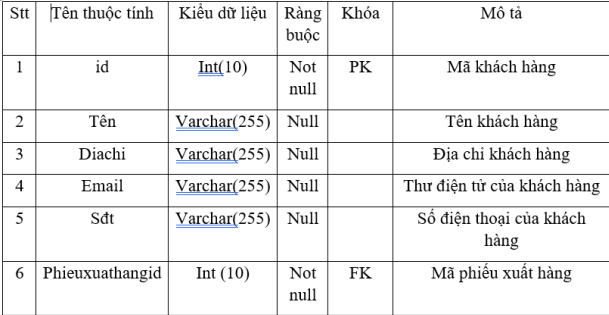 Stt Tên thuộc tính Kiểu dữ liệu Ràng buộc Khóa Mô tả
1 id Int(10) Not null PK Mã khách hàng
2 Tên Varchar(255) Null Tên khách hàng
3 Diachi Varchar(255) Null Địa chỉ khách hàng
4 Email Varchar(255) Null Thư điện tử của khách hàng
5 Sđt Varchar(255) Null Số điện thoại của khách hàng
6 Phieuxuathangid Int (10) Not null FK Mã phiếu xuất hàng